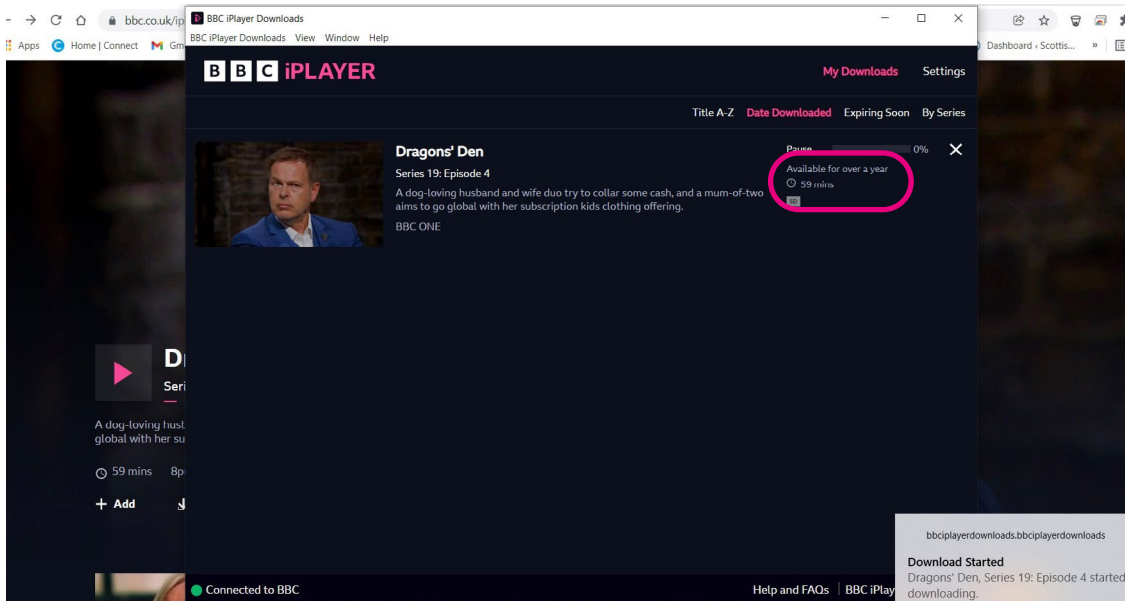 bbc.co.uk/ip
Apps
Home | Connect
Gm
Dashboard ‹ Scottis...
»
BBC iPlayer Downloads
BBC iPlayer Downloads View Window Help
BBC iPLAYER
My Downloads Settings
Title A-Z Date Downloaded Expiring Soon By Series
Dragons' Den
Series 19: Episode 4
A dog-loving husband and wife duo try to collar some cash, and a mum-of-two
aims to go global with her subscription kids clothing offering.
BBC ONE
Pause 0%
Available for over a year
59 mins
SD
D
Seri
A dog-loving hust
global with her su
59 mins 8p
+ Add
Connected to BBC
Help and FAQs BBC iPlay
bbciplayerdownloads.bbciplayerdownloads
Download Started
Dragons' Den, Series 19: Episode 4 started
downloading.